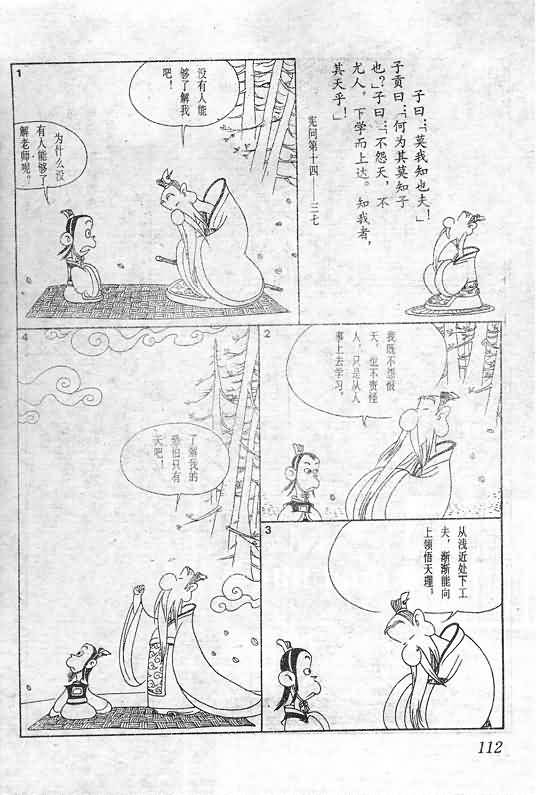 子曰："莫我知也夫！"
子贡曰："何为其莫知子
也？"子曰："不怨天，不
尤人。下学而上达。知我者，
其天乎！"
宪问第十四——三七
1
没有人能
够了解我
吧！
为什么没
有人能够了
解老师呢？
2
我既不怨恨
天，也不责怪
人，只是从人
事上去学习。
3
从浅近处下工
夫，渐渐能向
上领悟天理。
4
了解我的
恐怕只有
天吧！
112